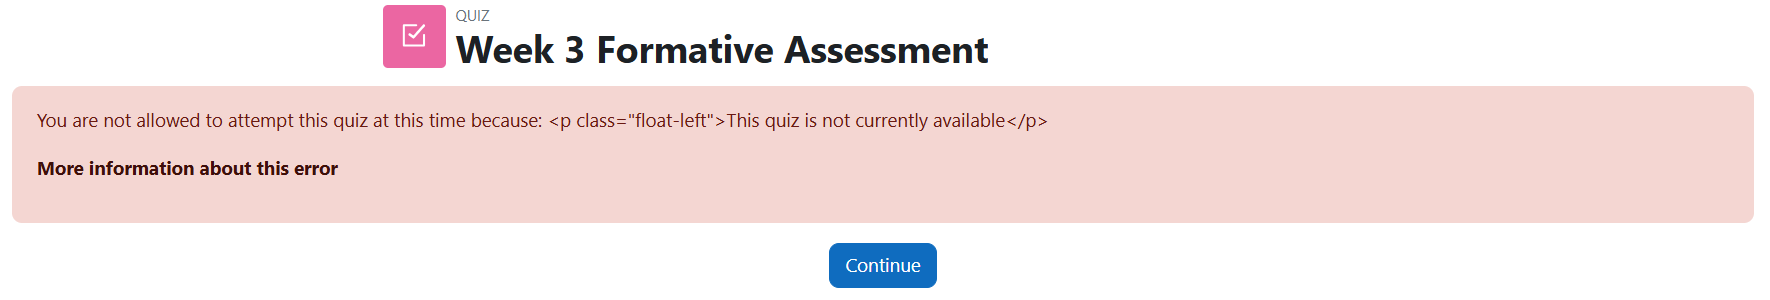 QUIZ
Week 3 Formative Assessment
You are not allowed to attempt this quiz at this time because: <p class="float-left">This quiz is not currently available</p>
More information about this error
Continue